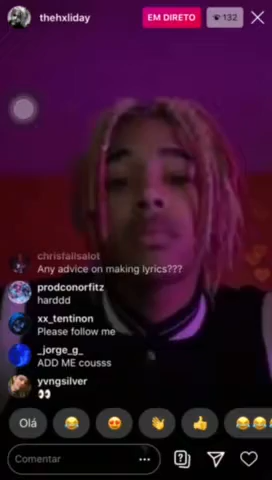 thehxliday
EM DIRETO
132
chrisfallsalot
Any advice on making lyrics???
prodconorfitz
harddd
xx_tentinon
Please follow me
_jorge_g_
ADD ME cousss
yvngsilver
👀
Olá 😂 😍 👏 👍 😂😂
Comentar